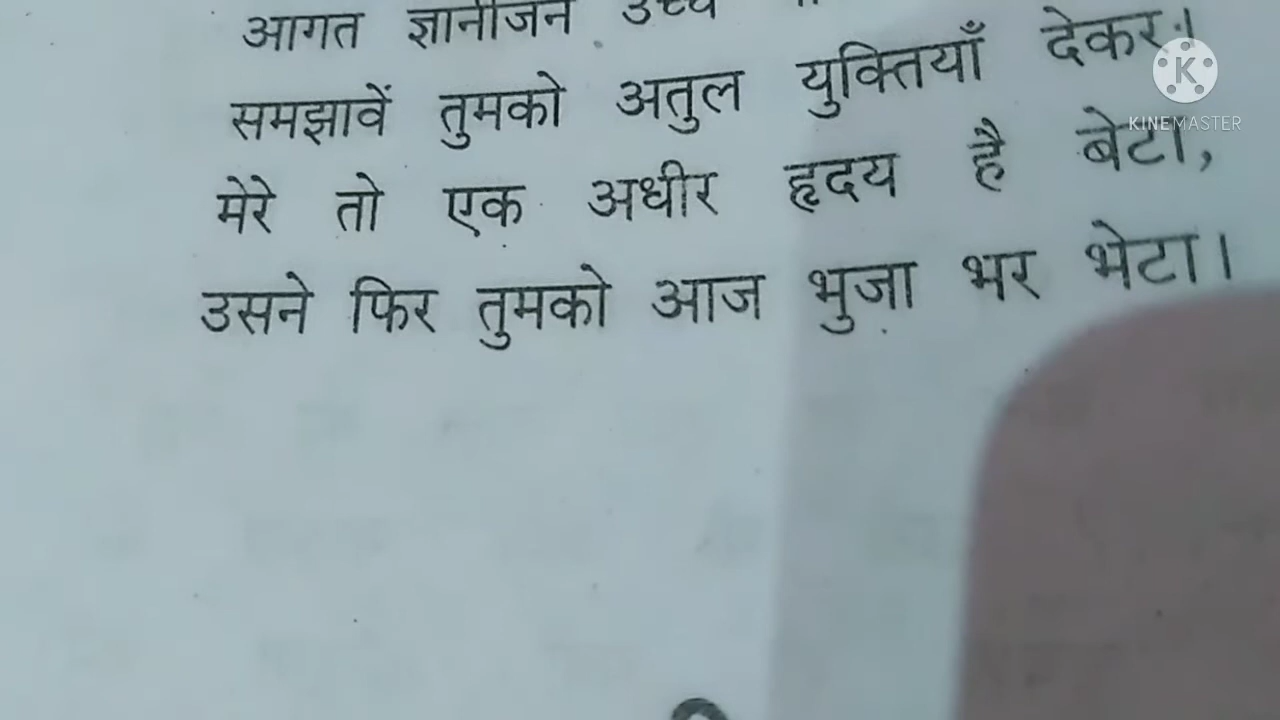 आगत ज्ञानीजन उच्च
समझावें तुमको अतुल युक्तियाँ देकर।
मेरे तो एक अधीर हृदय है बेटा,
उसने फिर तुमको आज भुजा भर भेटा।
K
KINEMASTER